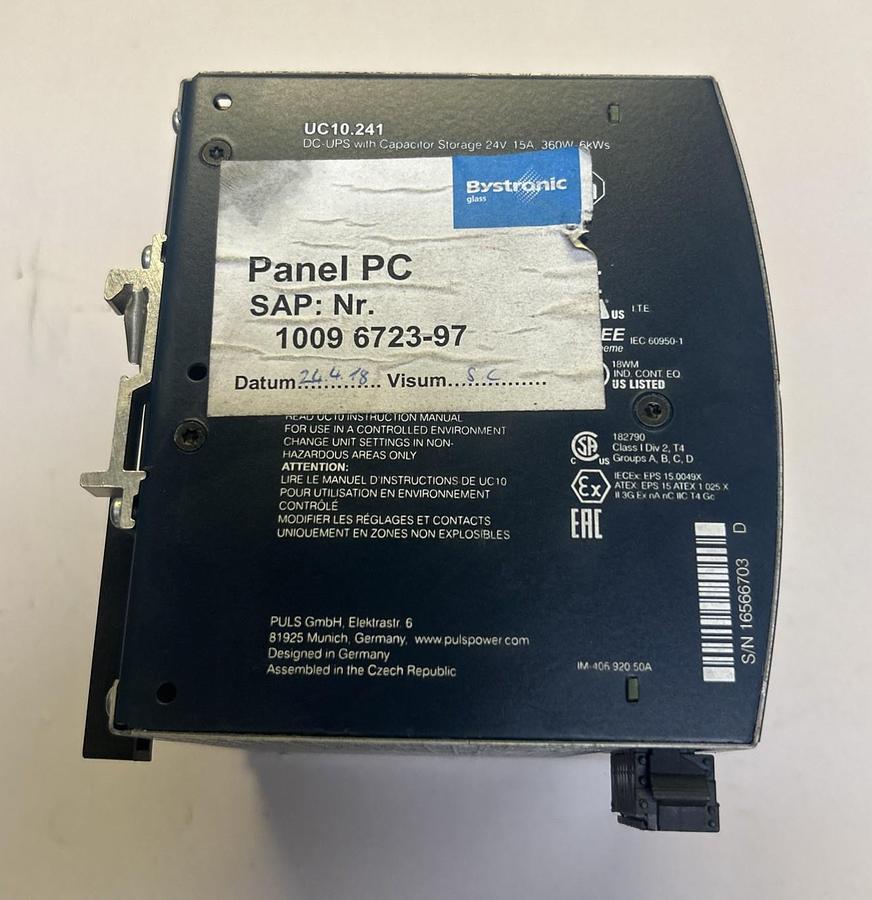 UC10.241
DC-UPS with Capacitor Storage 24V, 15A, 360W, 6kWs
Bystronic
glass
Panel PC
SAP: Nr.
1009 6723-97
Datum 24.4.18 Visum S C
US I.T.E.
EE IEC 60950-1
eme
18WM
IND. CONT. EQ.
US LISTED
READ UC10 INSTRUCTION MANUAL
FOR USE IN A CONTROLLED ENVIRONMENT
CHANGE UNIT SETTINGS IN NON-
HAZARDOUS AREAS ONLY
ATTENTION:
LIRE LE MANUEL D'INSTRUCTIONS DE UC10
POUR UTILISATION EN ENVIRONNEMENT
CONTRÔLÉ
MODIFIER LES RÉGLAGES ET CONTACTS
UNIQUEMENT EN ZONES NON EXPLOSIBLES
C SA US
182790
Class I Div 2, T4
Groups A, B, C, D
Ex
IECEx: EPS 15.0049X
ATEX: EPS 15 ATEX 1 025 X
II 3G Ex nA nC IIC T4 Gc
EAC
PULS GmbH, Elektrastr. 6
81925 Munich, Germany, www.pulspower.com
Designed in Germany
Assembled in the Czech Republic
IM-406.920.50A
S/N 16566703 D